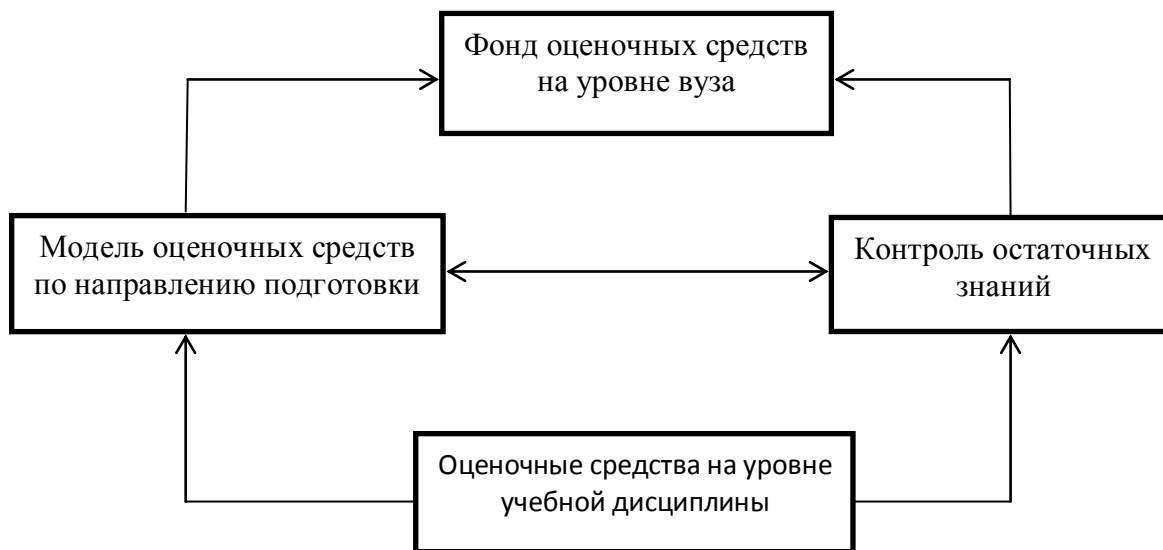 Фонд оценочных средств
на уровне вуза
Модель оценочных средств
по направлению подготовки
Контроль остаточных
знаний
Оценочные средства на уровне
учебной дисциплины